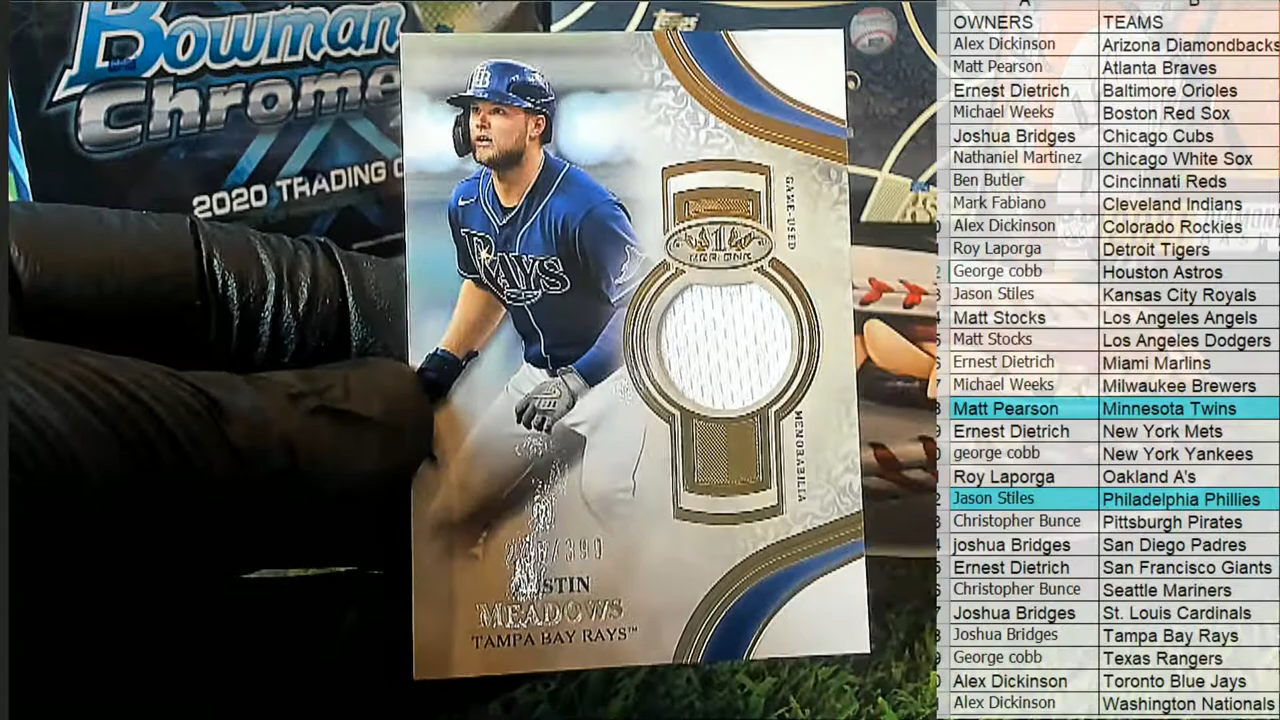 Bowman
Chrome
2020 TRADING C
Topps
RAYS
GAME-USED
1
TIER ONE
MEMORABILIA
/399
AUSTIN
MEADOWS
TAMPA BAY RAYS™
OWNERS TEAMS
Alex Dickinson Arizona Diamondbacks
Matt Pearson Atlanta Braves
Ernest Dietrich Baltimore Orioles
Michael Weeks Boston Red Sox
Joshua Bridges Chicago Cubs
Nathaniel Martinez Chicago White Sox
Ben Butler Cincinnati Reds
Mark Fabiano Cleveland Indians
Alex Dickinson Colorado Rockies
Roy Laporga Detroit Tigers
George cobb Houston Astros
Jason Stiles Kansas City Royals
Matt Stocks Los Angeles Angels
Matt Stocks Los Angeles Dodgers
Ernest Dietrich Miami Marlins
Michael Weeks Milwaukee Brewers
Matt Pearson Minnesota Twins
Ernest Dietrich New York Mets
george cobb New York Yankees
Roy Laporga Oakland A's
Jason Stiles Philadelphia Phillies
Christopher Bunce Pittsburgh Pirates
joshua Bridges San Diego Padres
Ernest Dietrich San Francisco Giants
Christopher Bunce Seattle Mariners
Joshua Bridges St. Louis Cardinals
Joshua Bridges Tampa Bay Rays
George cobb Texas Rangers
Alex Dickinson Toronto Blue Jays
Alex Dickinson Washington Nationals